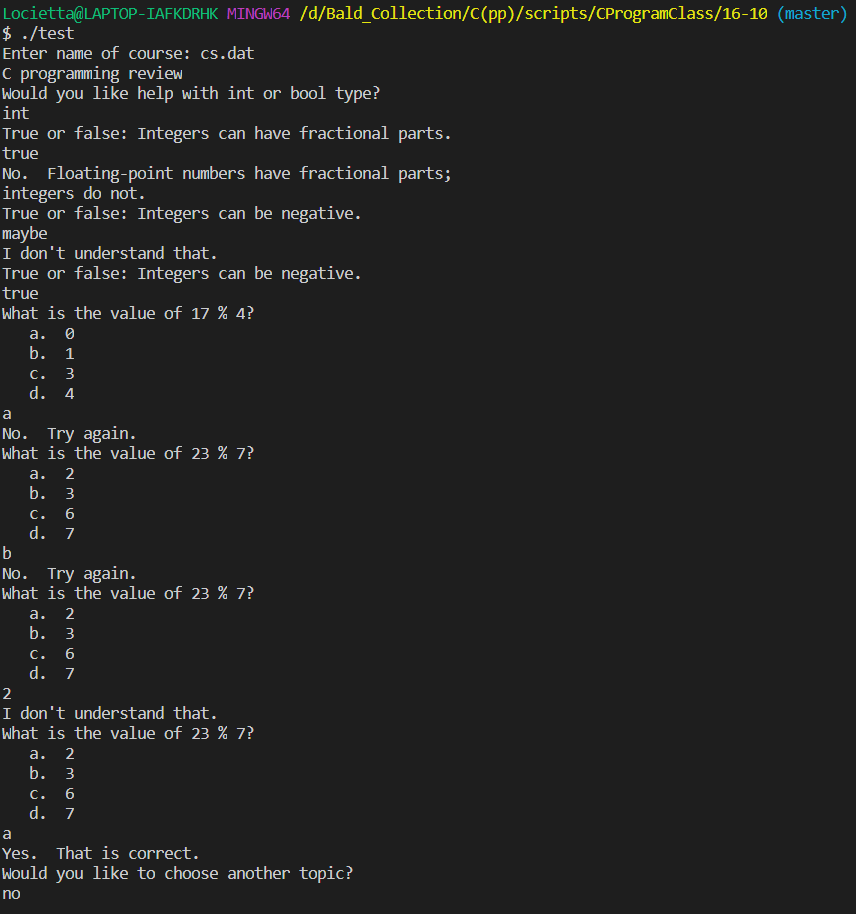 Locietta@LAPTOP-IAFKDRHK MINGW64 /d/Bald_Collection/C(pp)/scripts/CProgramClass/16-10 (master)
$ ./test
Enter name of course: cs.dat
C programming review
Would you like help with int or bool type?
int
True or false: Integers can have fractional parts.
true
No.  Floating-point numbers have fractional parts;
integers do not.
True or false: Integers can be negative.
maybe
I don't understand that.
True or false: Integers can be negative.
true
What is the value of 17 % 4?
   a.  0
   b.  1
   c.  3
   d.  4
a
No.  Try again.
What is the value of 23 % 7?
   a.  2
   b.  3
   c.  6
   d.  7
b
No.  Try again.
What is the value of 23 % 7?
   a.  2
   b.  3
   c.  6
   d.  7
2
I don't understand that.
What is the value of 23 % 7?
   a.  2
   b.  3
   c.  6
   d.  7
a
Yes.  That is correct.
Would you like to choose another topic?
no